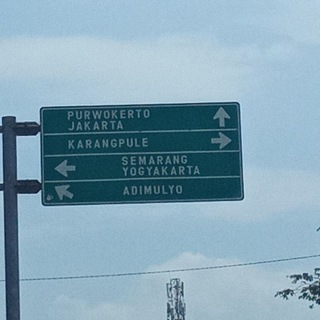 PURWOKERTO
JAKARTA
KARANGPULE
SEMARANG
YOGYAKARTA
ADIMULYO